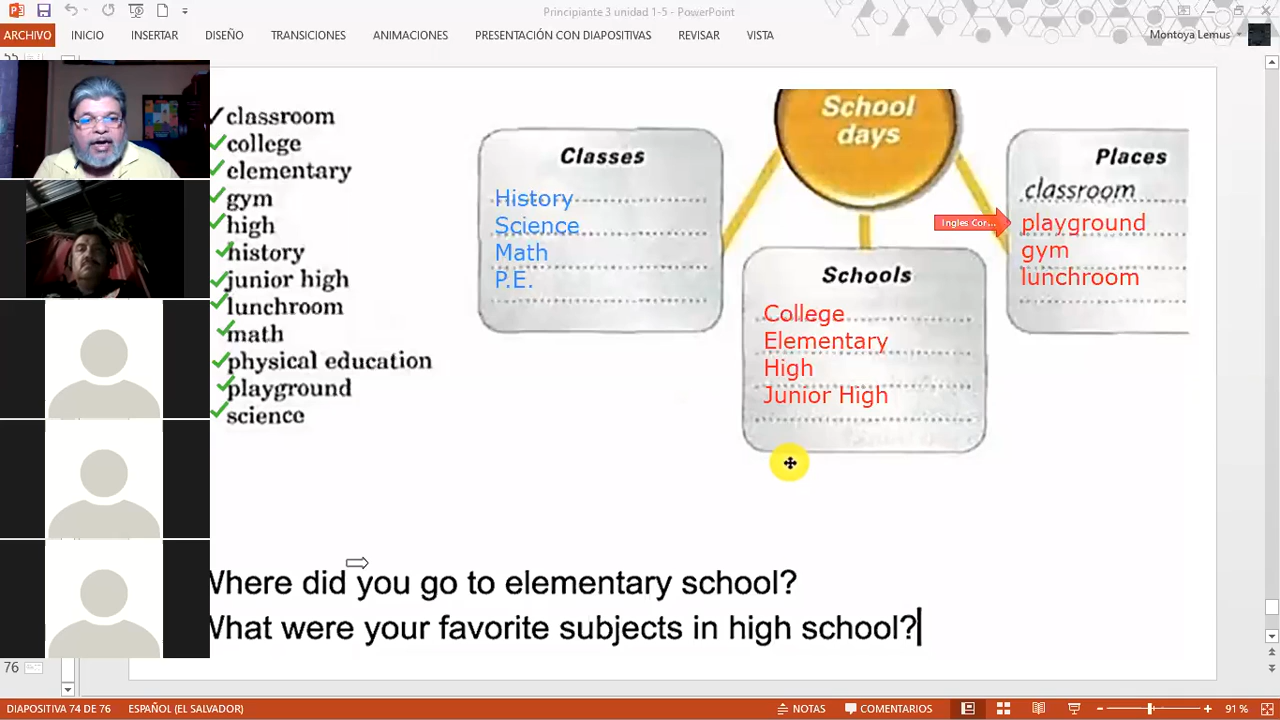 Principiante 3 unidad 1-5 - PowerPoint
ARCHIVO INICIO INSERTAR DISEÑO TRANSICIONES ANIMACIONES PRESENTACIÓN CON DIAPOSITIVAS REVISAR VISTA
Montoya Lemus
classroom
college
elementary
gym
high
history
junior high
lunchroom
math
physical education
playground
science
Classes
History
Science
Math
P.E.
School
days
Schools
College
Elementary
High
Junior High
Places
classroom
Ingles Cor...
playground
gym
lunchroom
Where did you go to elementary school?
What were your favorite subjects in high school?
76
DIAPOSITIVA 74 DE 76 ESPAÑOL (EL SALVADOR) NOTAS COMENTARIOS 91 %